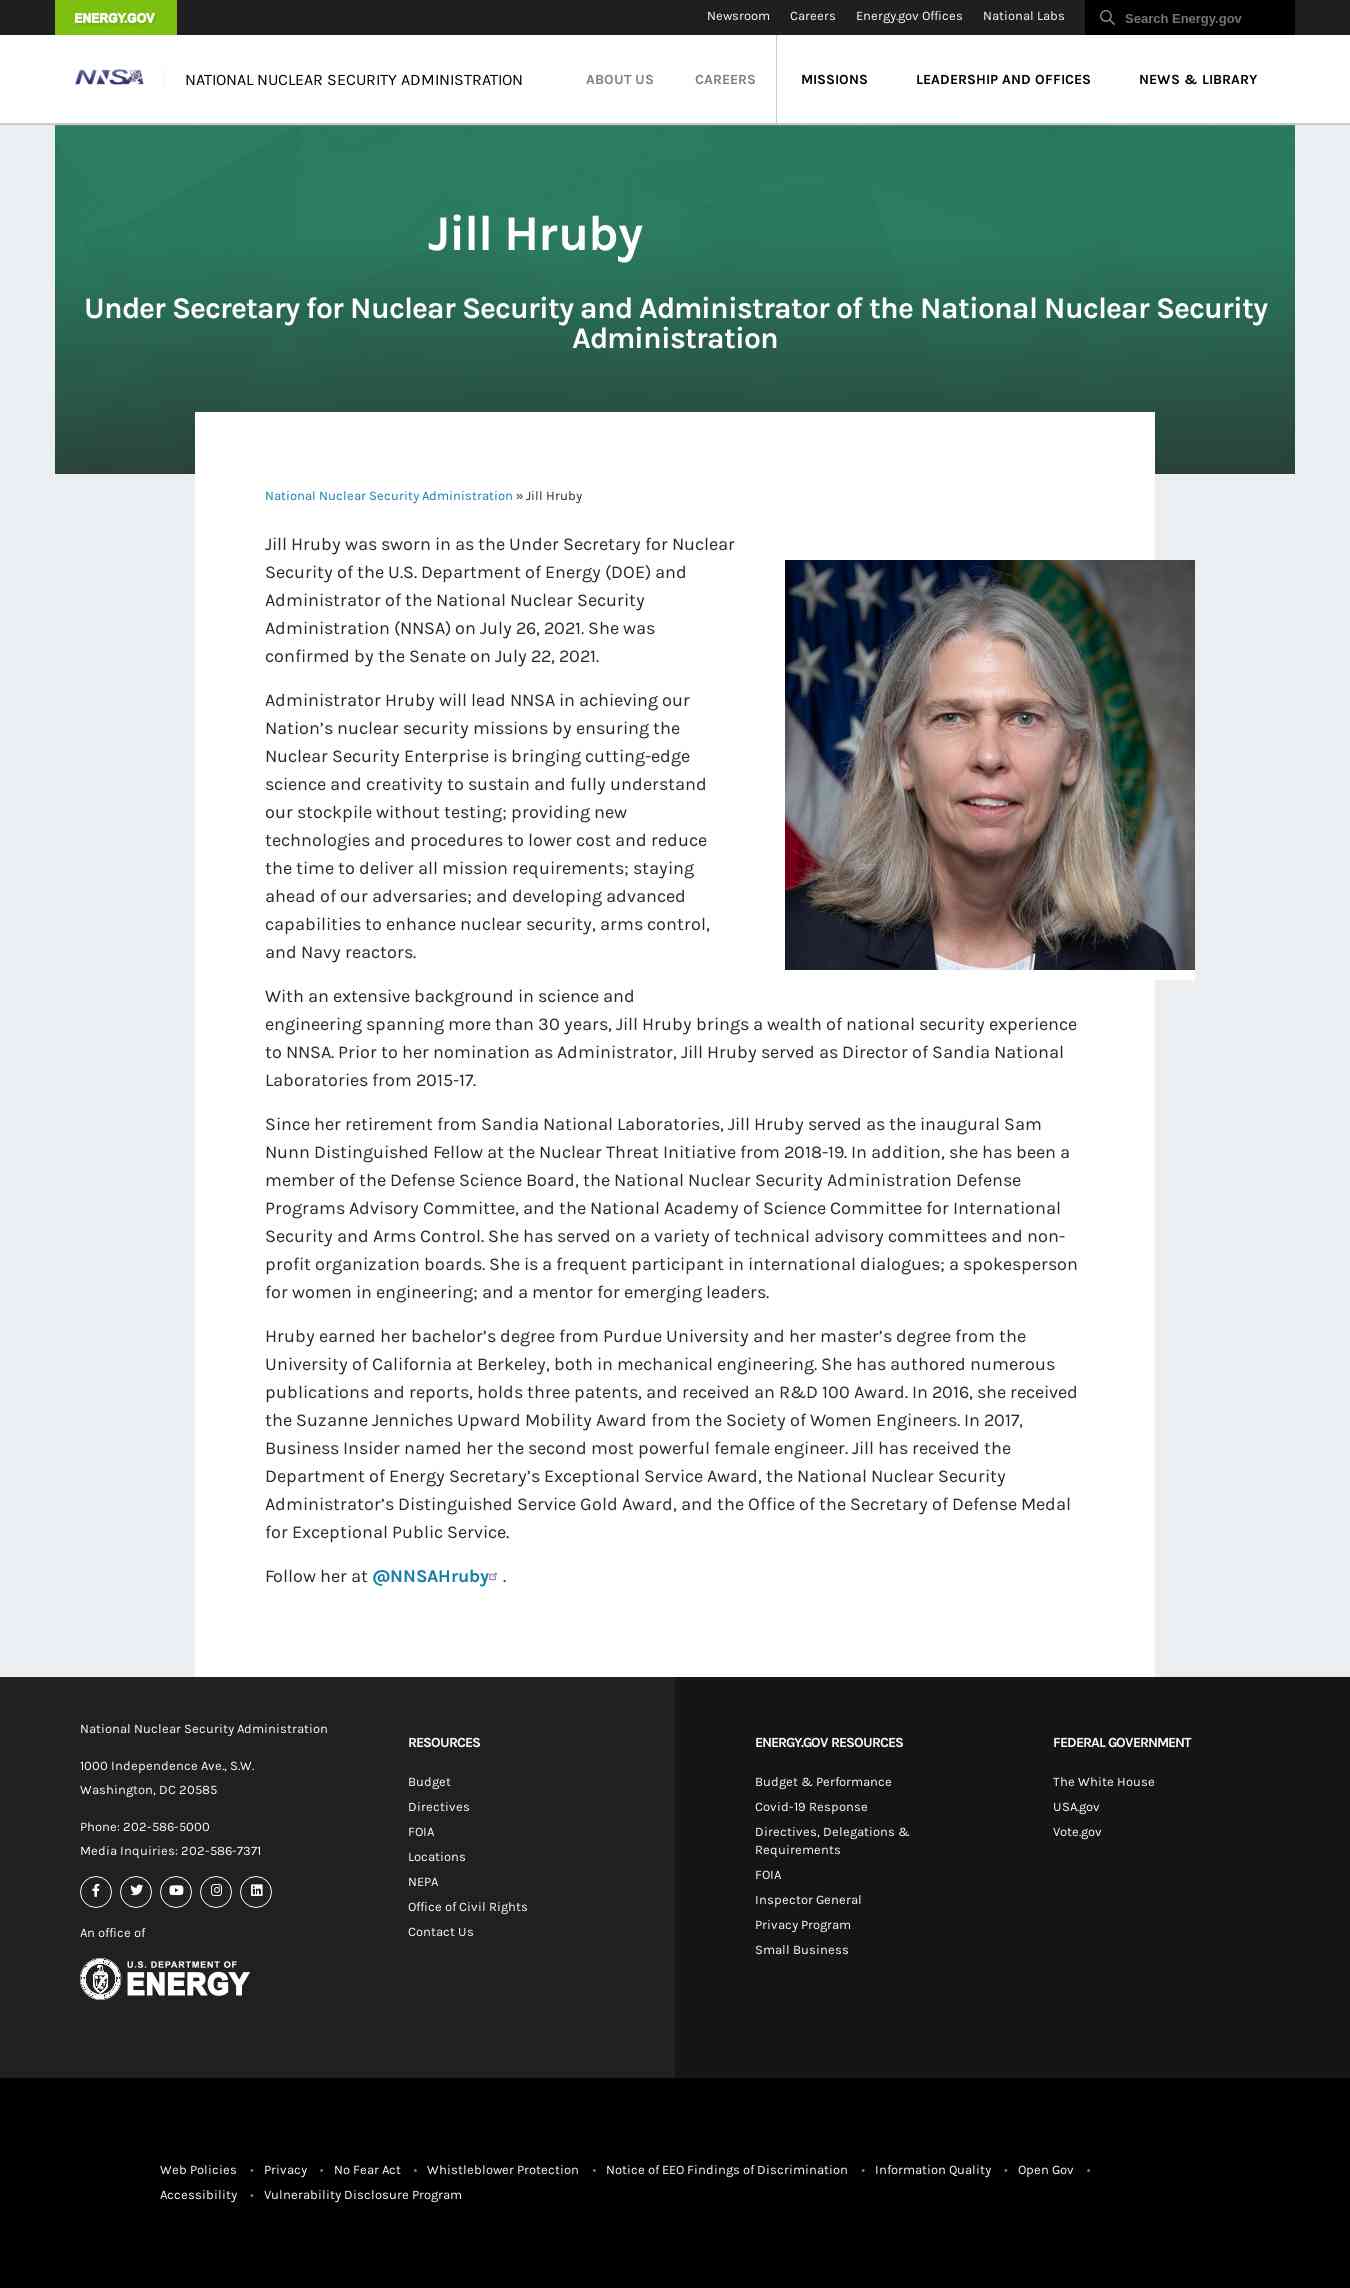 ENERGY.GOV
Newsroom Careers Energy.gov Offices National Labs Search Energy.gov
NNSA NATIONAL NUCLEAR SECURITY ADMINISTRATION ABOUT US CAREERS MISSIONS LEADERSHIP AND OFFICES NEWS & LIBRARY
Jill Hruby
Under Secretary for Nuclear Security and Administrator of the National Nuclear Security
Administration
National Nuclear Security Administration » Jill Hruby
Jill Hruby was sworn in as the Under Secretary for Nuclear
Security of the U.S. Department of Energy (DOE) and
Administrator of the National Nuclear Security
Administration (NNSA) on July 26, 2021. She was
confirmed by the Senate on July 22, 2021.
Administrator Hruby will lead NNSA in achieving our
Nation’s nuclear security missions by ensuring the
Nuclear Security Enterprise is bringing cutting-edge
science and creativity to sustain and fully understand
our stockpile without testing; providing new
technologies and procedures to lower cost and reduce
the time to deliver all mission requirements; staying
ahead of our adversaries; and developing advanced
capabilities to enhance nuclear security, arms control,
and Navy reactors.
With an extensive background in science and
engineering spanning more than 30 years, Jill Hruby brings a wealth of national security experience
to NNSA. Prior to her nomination as Administrator, Jill Hruby served as Director of Sandia National
Laboratories from 2015-17.
Since her retirement from Sandia National Laboratories, Jill Hruby served as the inaugural Sam
Nunn Distinguished Fellow at the Nuclear Threat Initiative from 2018-19. In addition, she has been a
member of the Defense Science Board, the National Nuclear Security Administration Defense
Programs Advisory Committee, and the National Academy of Science Committee for International
Security and Arms Control. She has served on a variety of technical advisory committees and non-
profit organization boards. She is a frequent participant in international dialogues; a spokesperson
for women in engineering; and a mentor for emerging leaders.
Hruby earned her bachelor’s degree from Purdue University and her master’s degree from the
University of California at Berkeley, both in mechanical engineering. She has authored numerous
publications and reports, holds three patents, and received an R&D 100 Award. In 2016, she received
the Suzanne Jenniches Upward Mobility Award from the Society of Women Engineers. In 2017,
Business Insider named her the second most powerful female engineer. Jill has received the
Department of Energy Secretary’s Exceptional Service Award, the National Nuclear Security
Administrator’s Distinguished Service Gold Award, and the Office of the Secretary of Defense Medal
for Exceptional Public Service.
Follow her at @NNSAHruby .
National Nuclear Security Administration
1000 Independence Ave., S.W.
Washington, DC 20585
Phone: 202-586-5000
Media Inquiries: 202-586-7371
An office of
U.S. DEPARTMENT OF
ENERGY
RESOURCES
Budget
Directives
FOIA
Locations
NEPA
Office of Civil Rights
Contact Us
ENERGY.GOV RESOURCES
Budget & Performance
Covid-19 Response
Directives, Delegations &
Requirements
FOIA
Inspector General
Privacy Program
Small Business
FEDERAL GOVERNMENT
The White House
USA.gov
Vote.gov
Web Policies • Privacy • No Fear Act • Whistleblower Protection • Notice of EEO Findings of Discrimination • Information Quality • Open Gov •
Accessibility • Vulnerability Disclosure Program